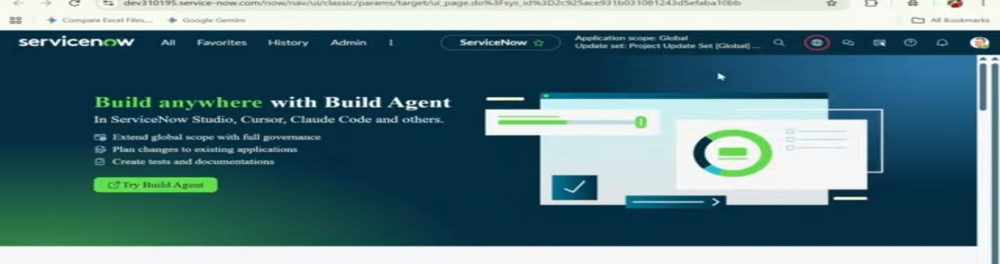 dev310195.service-now.com/now/nav/ui/classic/params/target/ui_page.do%3Fsys_id%3D2c925ace931b031081243d5efaba10bb
Compare Excel Files,... Google Gemini All Bookmarks
servicenow All Favorites History Admin ServiceNow Application scope: Global
Update set: Project Update Set [Global] ...
Build anywhere with Build Agent
In ServiceNow Studio, Cursor, Claude Code and others.
Extend global scope with full governance
Plan changes to existing applications
Create tests and documentations
Try Build Agent